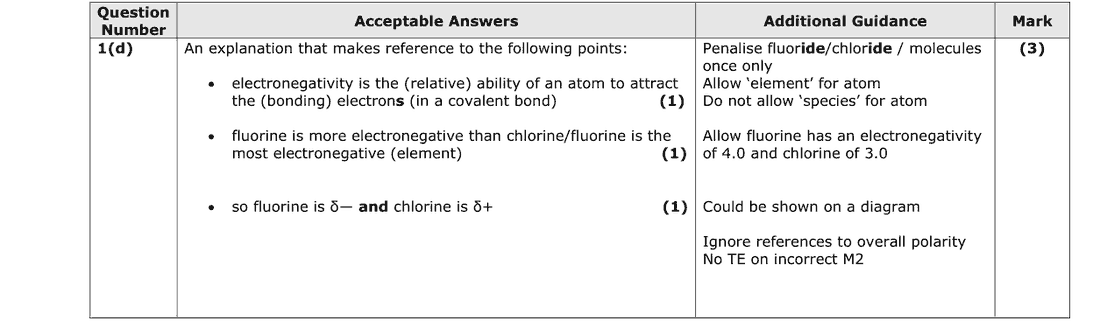 Question Number
Acceptable Answers
Additional Guidance
Mark
1(d)
An explanation that makes reference to the following points:
• electronegativity is the (relative) ability of an atom to attract
the (bonding) electrons (in a covalent bond) (1)
• fluorine is more electronegative than chlorine/fluorine is the
most electronegative (element) (1)
• so fluorine is δ— and chlorine is δ+ (1)
Penalise fluoride/chloride / molecules
once only
Allow ‘element’ for atom
Do not allow ‘species’ for atom
Allow fluorine has an electronegativity
of 4.0 and chlorine of 3.0
Could be shown on a diagram
Ignore references to overall polarity
No TE on incorrect M2
(3)